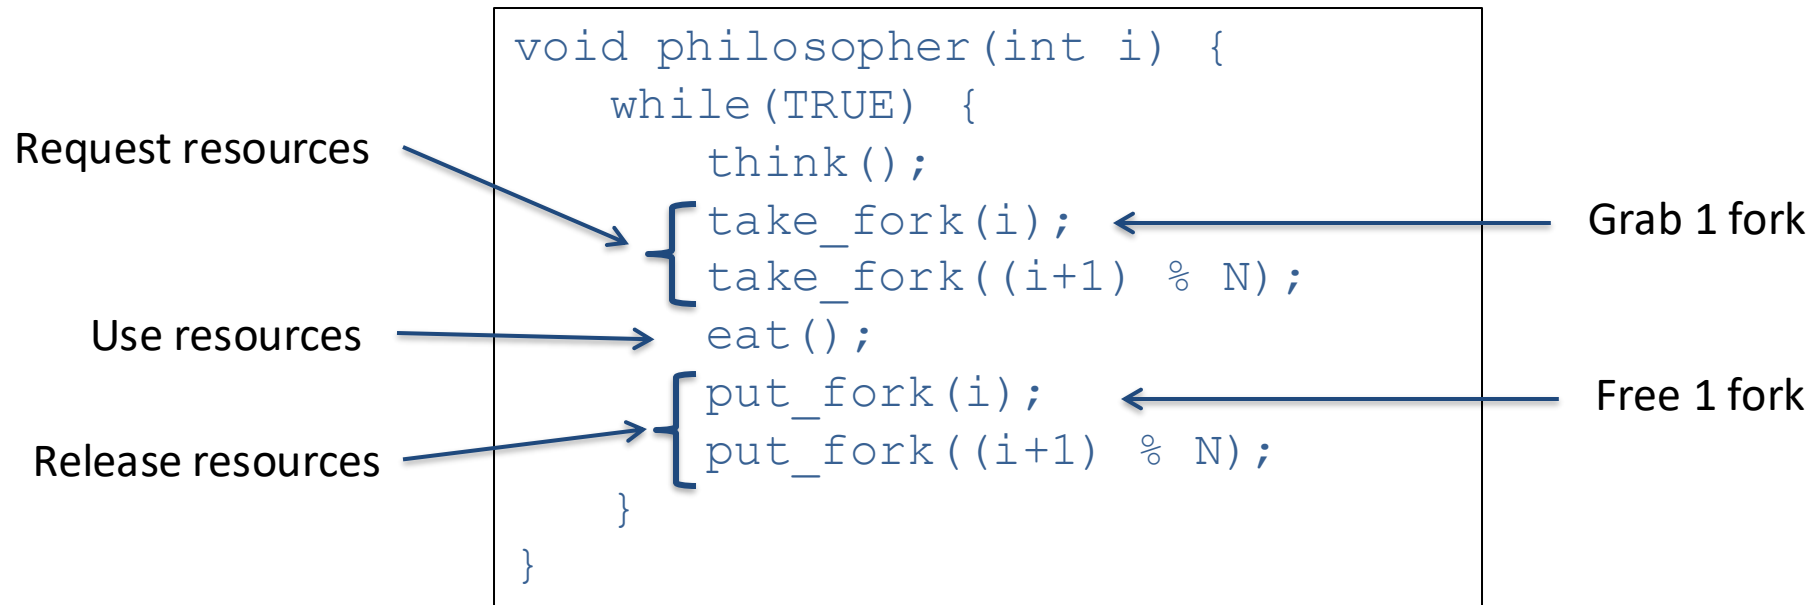 void philosopher(int i) {
while(TRUE) {
Request resources
think();
take_fork(i);
Grab 1 fork
take_fork((i+1) % N);
Use resources
eat();
put_fork(i);
Free 1 fork
put_fork((i+1) % N);
Release resources
}
}